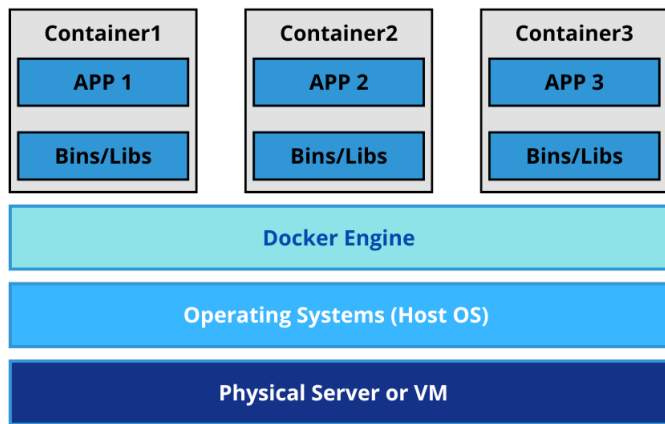 Container1
Container2
Container3
APP 1
APP 2
APP 3
Bins/Libs
Bins/Libs
Bins/Libs
Docker Engine
Operating Systems (Host OS)
Physical Server or VM